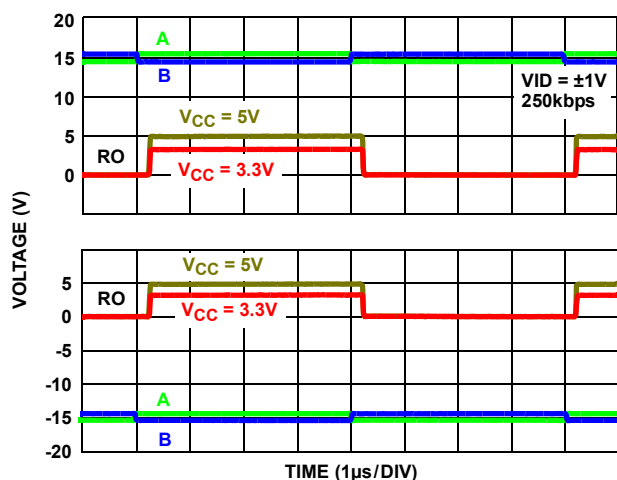 20
A
15
B
VID = ±1V
250kbps
10
VCC = 5V
5
RO
VCC = 3.3V
0
VOLTAGE (V)
VCC = 5V
5
RO
VCC = 3.3V
0
-5
-10
A
-15
B
-20
TIME (1µs/DIV)